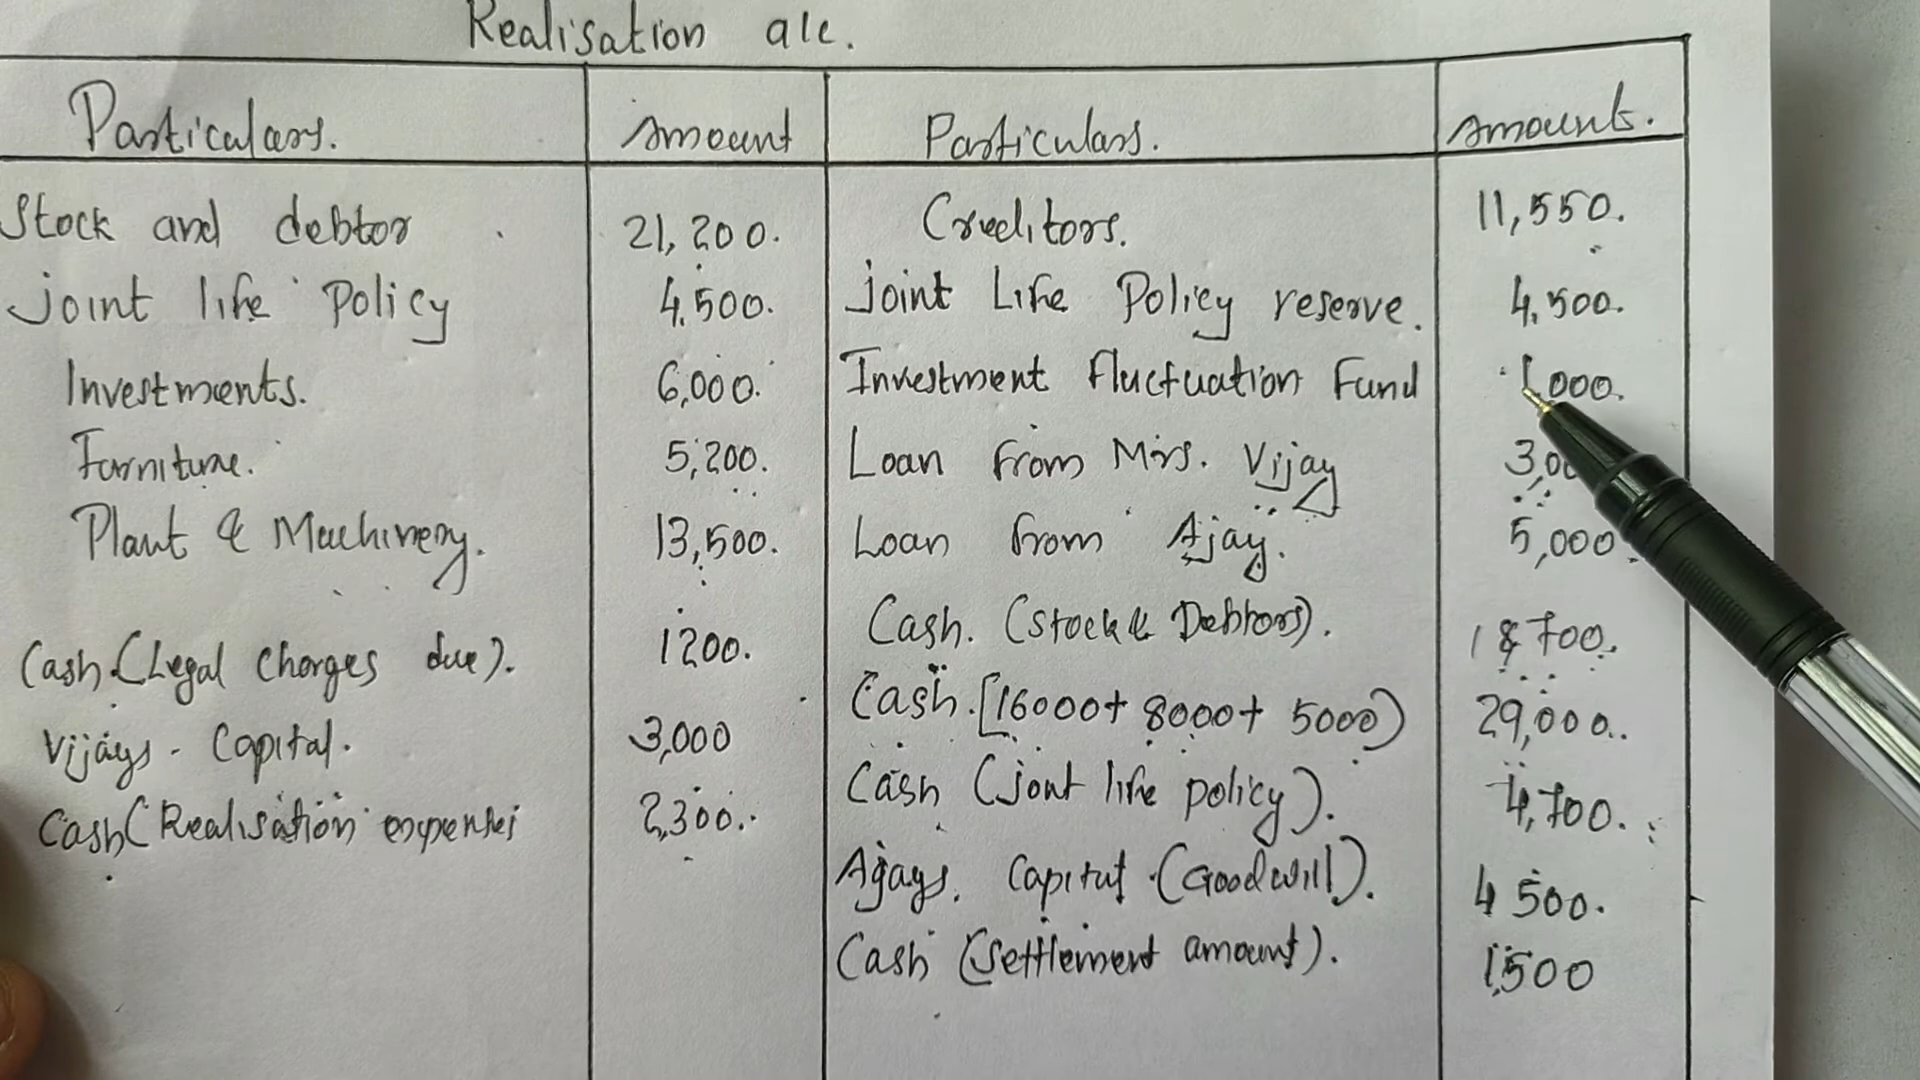 Realisation a/c.
Particulars. Amount Particulars. Amounts.
Stock and debtor 21,200. Creditors. 11,550.
Joint life Policy 4,500. Joint Life Policy reserve. 4,500.
Investments. 6,000. Investment Fluctuation Fund 1,000.
Furniture. 5,200. Loan from Mrs. Vijay
Plant & Machinery. 13,500. Loan from Ajay. 5,000
Cash. (Stock & Debtors). 18700.
Cash. (Legal Charges due). 1200.
Cash. [16000+ 8000+ 5000) 29,000.
Vijays - Capital. 3,000
Cash (Joint life policy). 4,700.
Cash (Realisation expenses 2,300.
Ajays. Capital. (Goodwill). 4500.
Cash (Settlement amount). 1,500